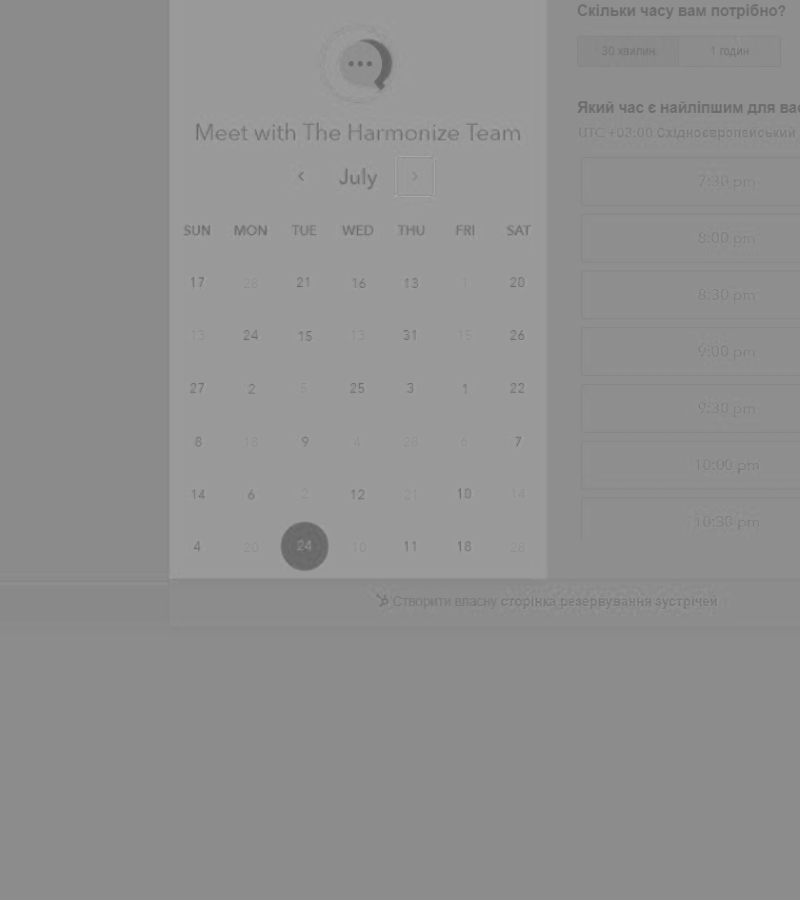 Meet with The Harmonize Team
July
SUN MON TUE WED THU FRI SAT
17 28 21 16 13 1 20
13 24 15 13 31 15 26
27 2 5 25 3 1 22
8 18 9 4 28 6 7
14 6 2 12 21 10 14
4 20 24 10 11 18 28
Скільки часу вам потрібно?
30 хвилин 1 годин
Який час є найліпшим для вас
UTC +03:00 Східноєвропейський
7:30 pm
8:00 pm
8:30 pm
9:00 pm
9:30 pm
10:00 pm
10:30 pm
Створити власну сторінка резервування зустрічей